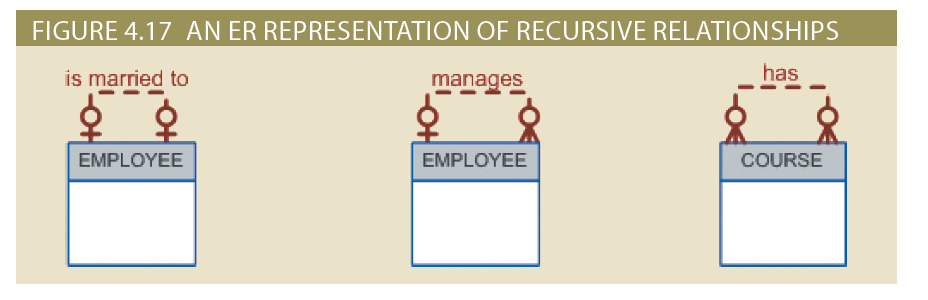 FIGURE 4.17 AN ER REPRESENTATION OF RECURSIVE RELATIONSHIPS
is married to
manages
has
EMPLOYEE
EMPLOYEE
COURSE